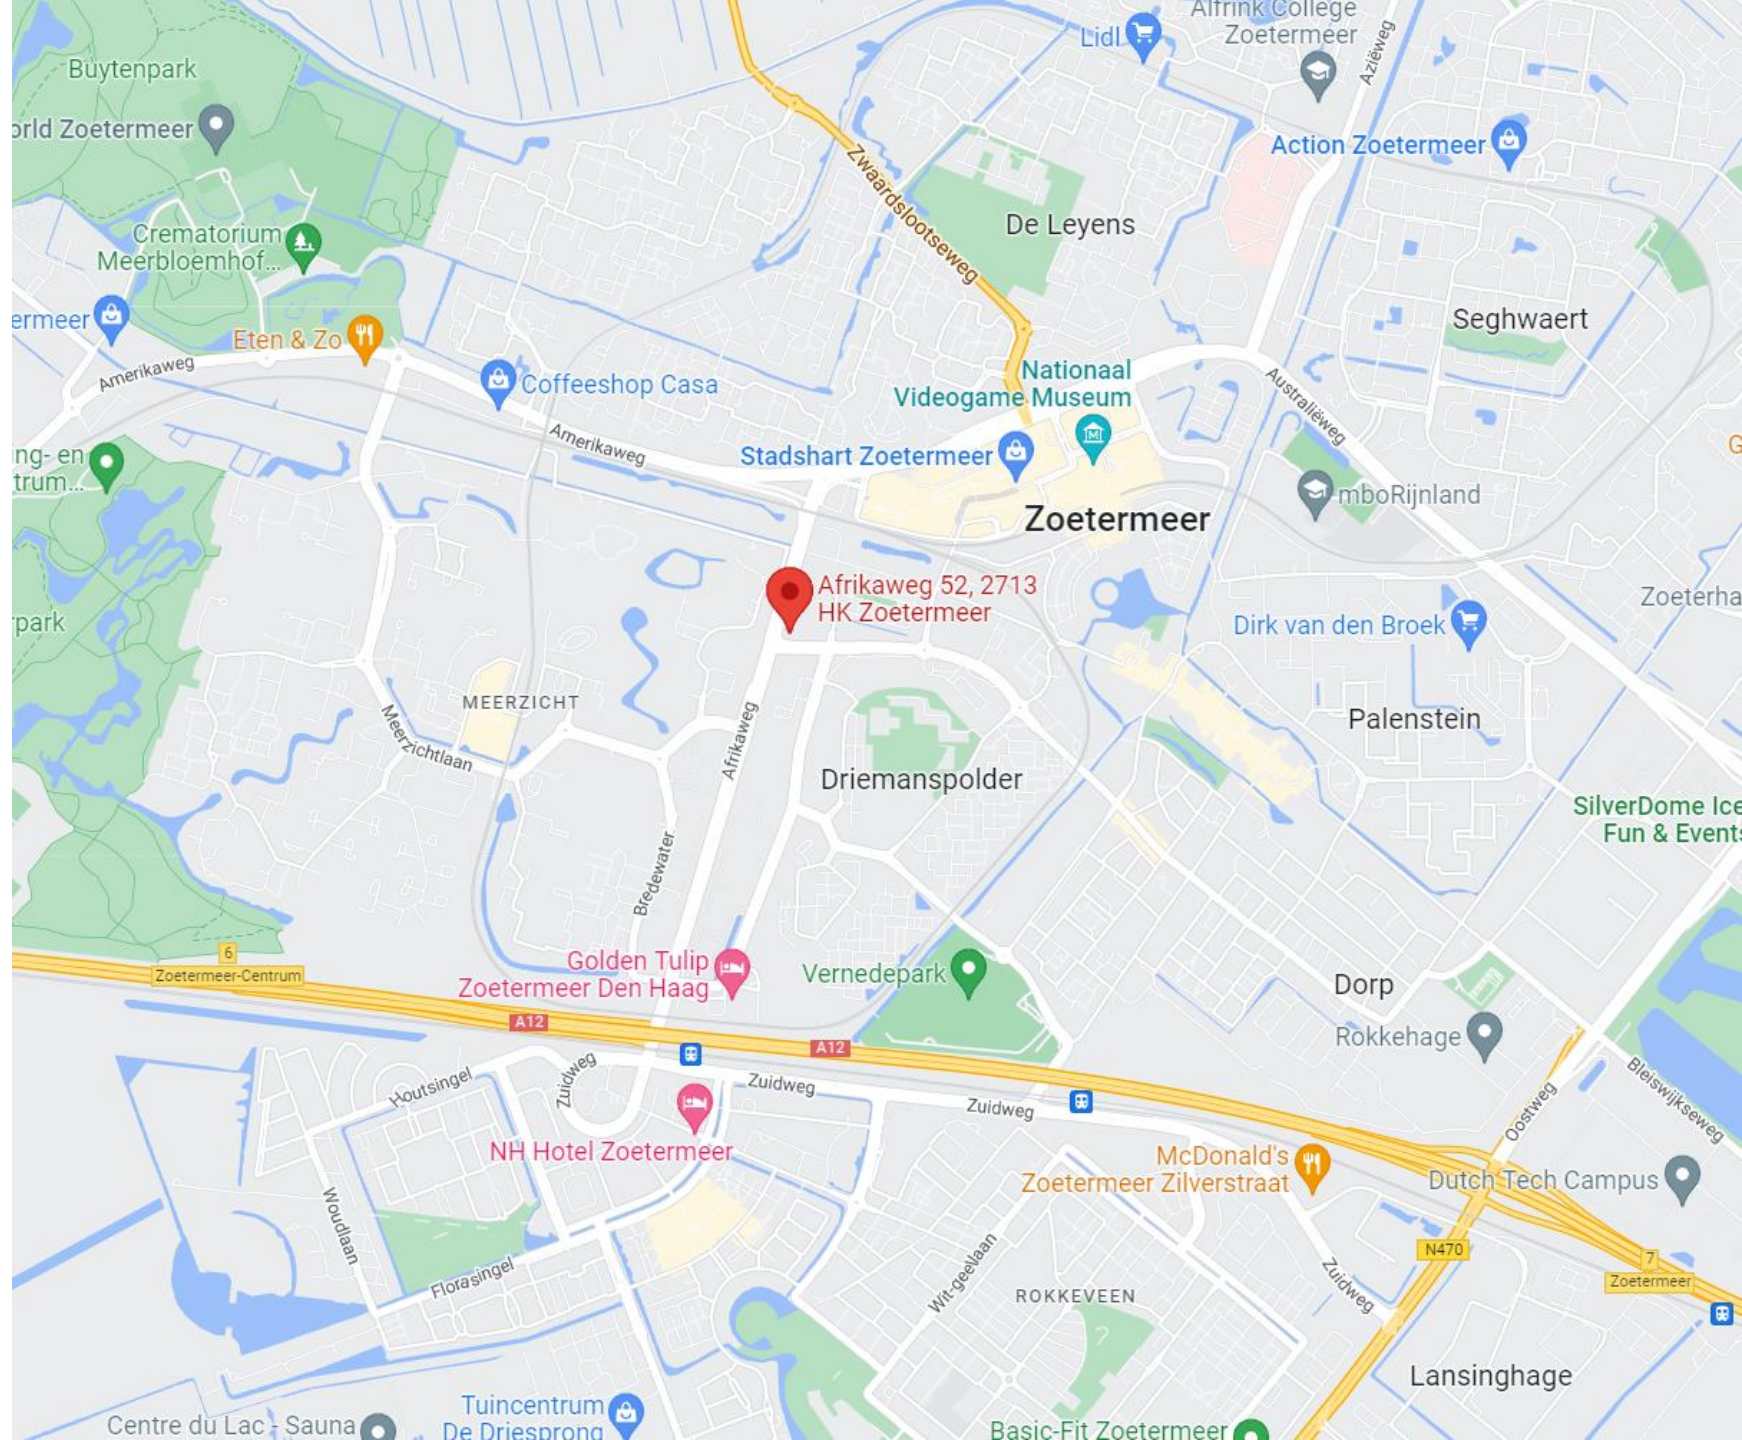 Alfrink College
Zoetermeer
Lidl
Aziëweg
Buytenpark
orld Zoetermeer
Action Zoetermeer
Zwaardslootseweg
De Leyens
Crematorium
Meerbloemhof...
ermeer
Eten & Zo
Seghwaert
Amerikaweg
Coffeeshop Casa
Nationaal
Videogame Museum
Australiëweg
Amerikaweg
Stadshart Zoetermeer
G
ng- en
trum...
mboRijnland
Zoetermeer
Afrikaweg 52, 2713
HK Zoetermeer
Zoeterha
rpark
Dirk van den Broek
MEERZICHT
Meerzichtlaan
Afrikaweg
Palenstein
Driemanspolder
SilverDome Ice
Fun & Events
Bredewater
6
Zoetermeer-Centrum
Golden Tulip
Zoetermeer Den Haag
Vernedepark
Dorp
A12
A12
Rokkehage
Houtsingel
Zuidweg
Zuidweg
Zuidweg
Bleiswijkseweg
Oostweg
NH Hotel Zoetermeer
McDonald's
Zoetermeer Zilverstraat
Dutch Tech Campus
Woudlaan
Florasingel
Wit-geellaan
ROKKEVEEN
Zuidweg
N470
7
Zoetermeer
Lansinghage
Centre du Lac - Sauna
Tuincentrum
De Driesprong
Basic-Fit Zoetermeer